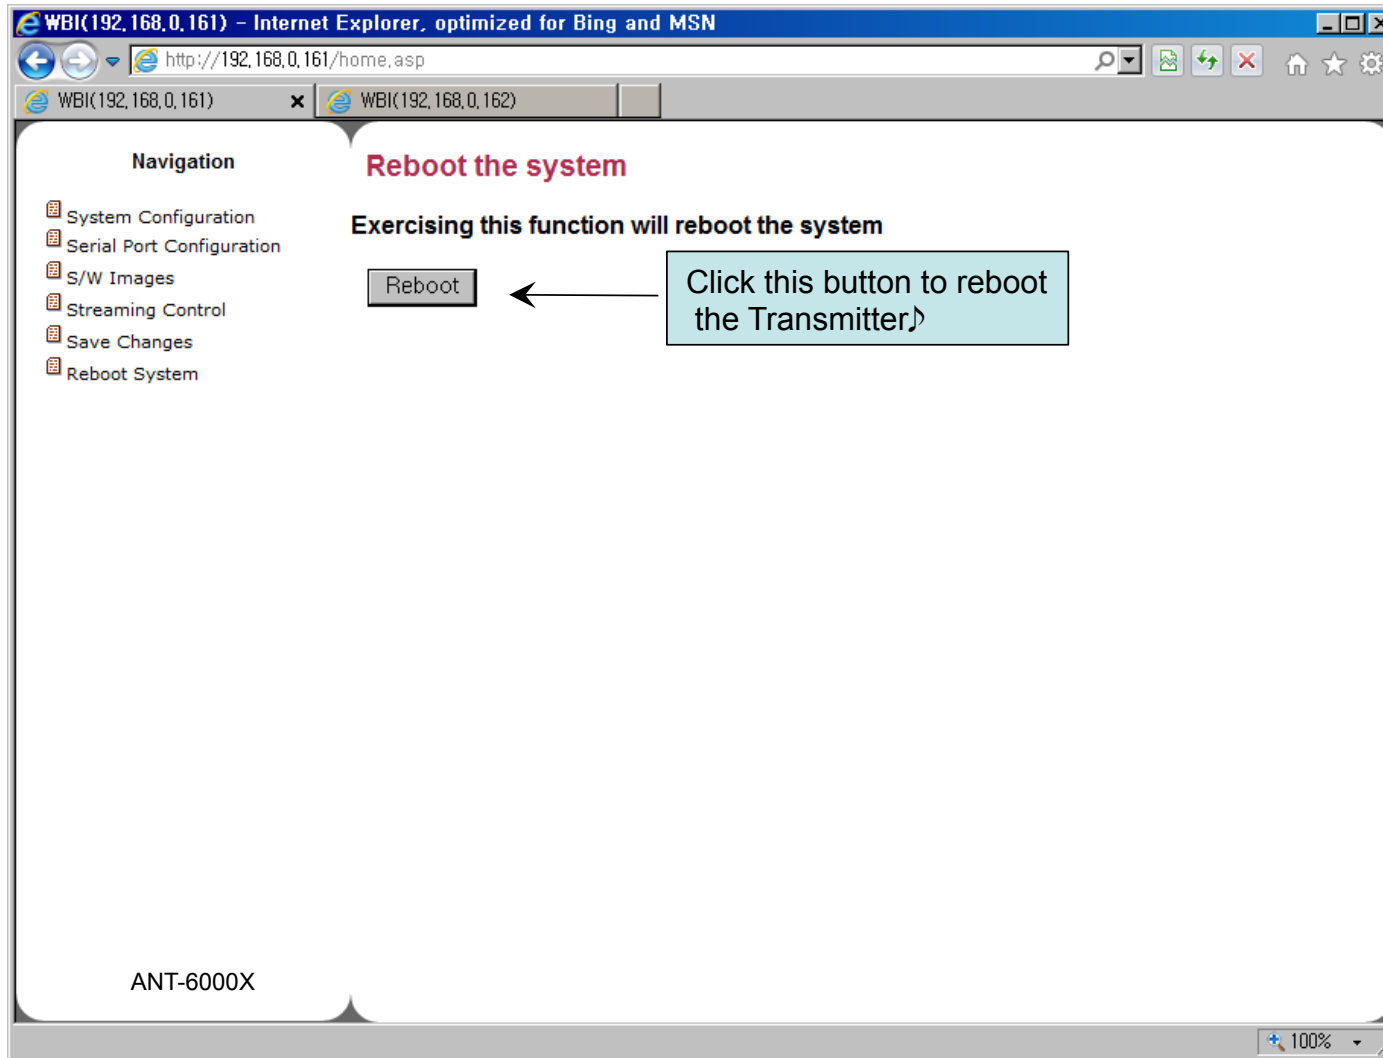 WBI(192,168,0,161) - Internet Explorer, optimized for Bing and MSN
http://192,168,0,161/home,asp
WBI(192,168,0,161)
WBI(192,168,0,162)
Navigation
System Configuration
Serial Port Configuration
S/W Images
Streaming Control
Save Changes
Reboot System
Reboot the system
Exercising this function will reboot the system
Reboot
Click this button to reboot
the Transmitter♪
ANT-6000X
100%